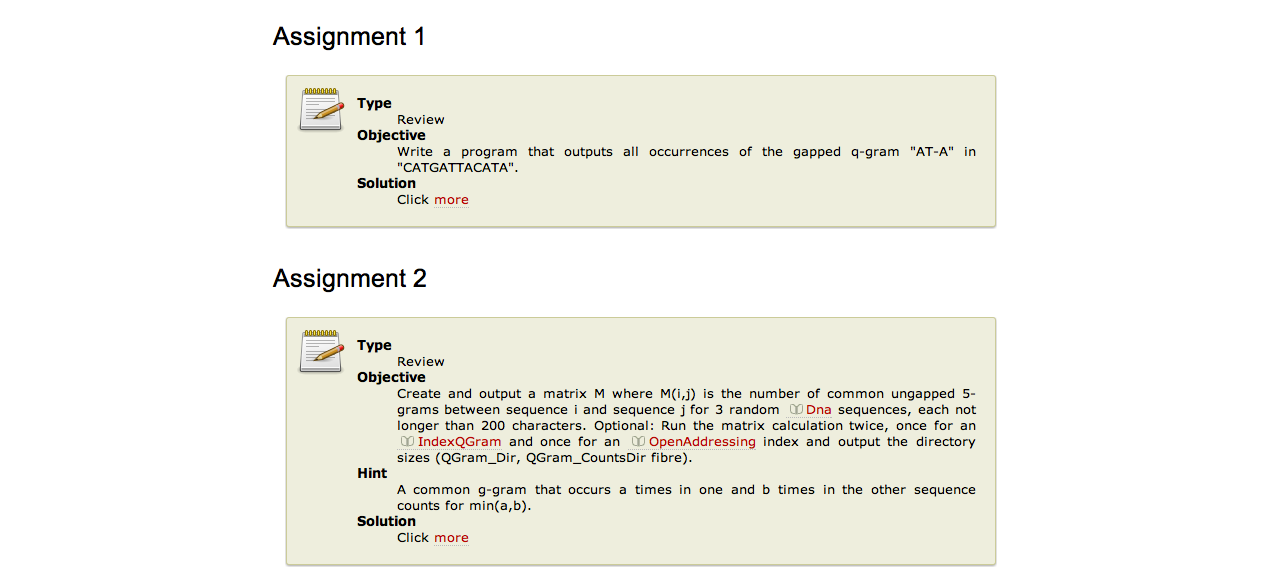 Assignment 1
Type
Review
Objective
Write a program that outputs all occurrences of the gapped q-gram "AT-A" in
"CATGATTACATA".
Solution
Click more
Assignment 2
Type
Review
Objective
Create and output a matrix M where M(i,j) is the number of common ungapped 5-
grams between sequence i and sequence j for 3 random Dna sequences, each not
longer than 200 characters. Optional: Run the matrix calculation twice, once for an
IndexQGram and once for an OpenAddressing index and output the directory
sizes (QGram_Dir, QGram_CountsDir fibre).
Hint
A common g-gram that occurs a times in one and b times in the other sequence
counts for min(a,b).
Solution
Click more